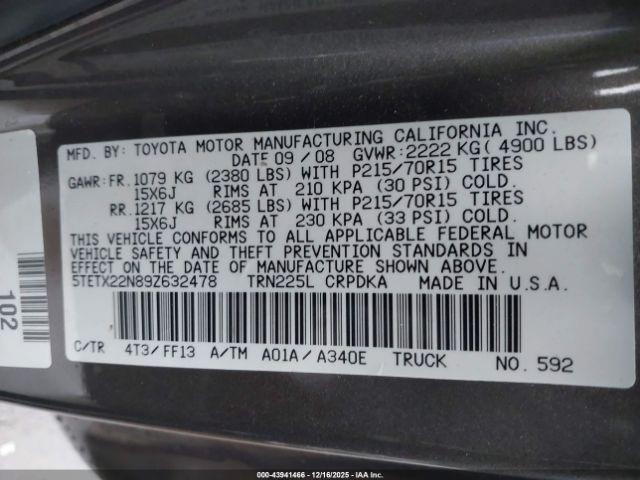 MFD. BY: TOYOTA MOTOR MANUFACTURING CALIFORNIA INC.
DATE 09/08 GVWR:2222 KG( 4900 LBS)
GAWR:FR. 1079 KG (2380 LBS) WITH P215/70R15 TIRES
15X6J RIMS AT 210 KPA (30 PSI) COLD.
RR. 1217 KG (2685 LBS) WITH P215/70R15 TIRES
15X6J RIMS AT 230 KPA (33 PSI) COLD.
THIS VEHICLE CONFORMS TO ALL APPLICABLE FEDERAL MOTOR
VEHICLE SAFETY AND THEFT PREVENTION STANDARDS IN
EFFECT ON THE DATE OF MANUFACTURE SHOWN ABOVE.
5TETX22N89Z632478 TRN225L CRPDKA MADE IN U.S.A.
C/TR 4T3/FF13 A/TM A01A/A340E TRUCK NO. 592
102
000-43941466 - 12/16/2025 - IAA Inc.